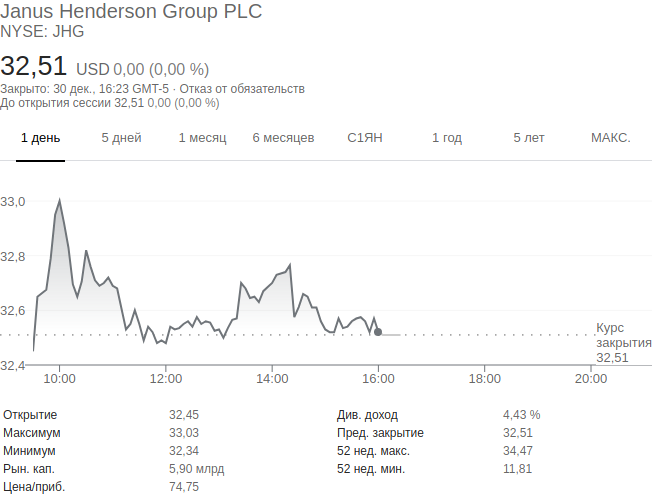 Janus Henderson Group PLC
NYSE: JHG
32,51 USD 0,00 (0,00 %)
Закрыто: 30 дек., 16:23 GMT-5 · Отказ от обязательств
До открытия сессии 32,51 0,00 (0,00 %)
1 день 5 дней 1 месяц 6 месяцев С1ЯН 1 год 5 лет МАКС.
33,0
32,8
32,6
Курс
закрытия
32,51
32,4
10:00 12:00 14:00 16:00 18:00 20:00
Открытие 32,45 Див. доход 4,43 %
Максимум 33,03 Пред. закрытие 32,51
Минимум 32,34 52 нед. макс. 34,47
Рын. кап. 5,90 млрд 52 нед. мин. 11,81
Цена/приб. 74,75